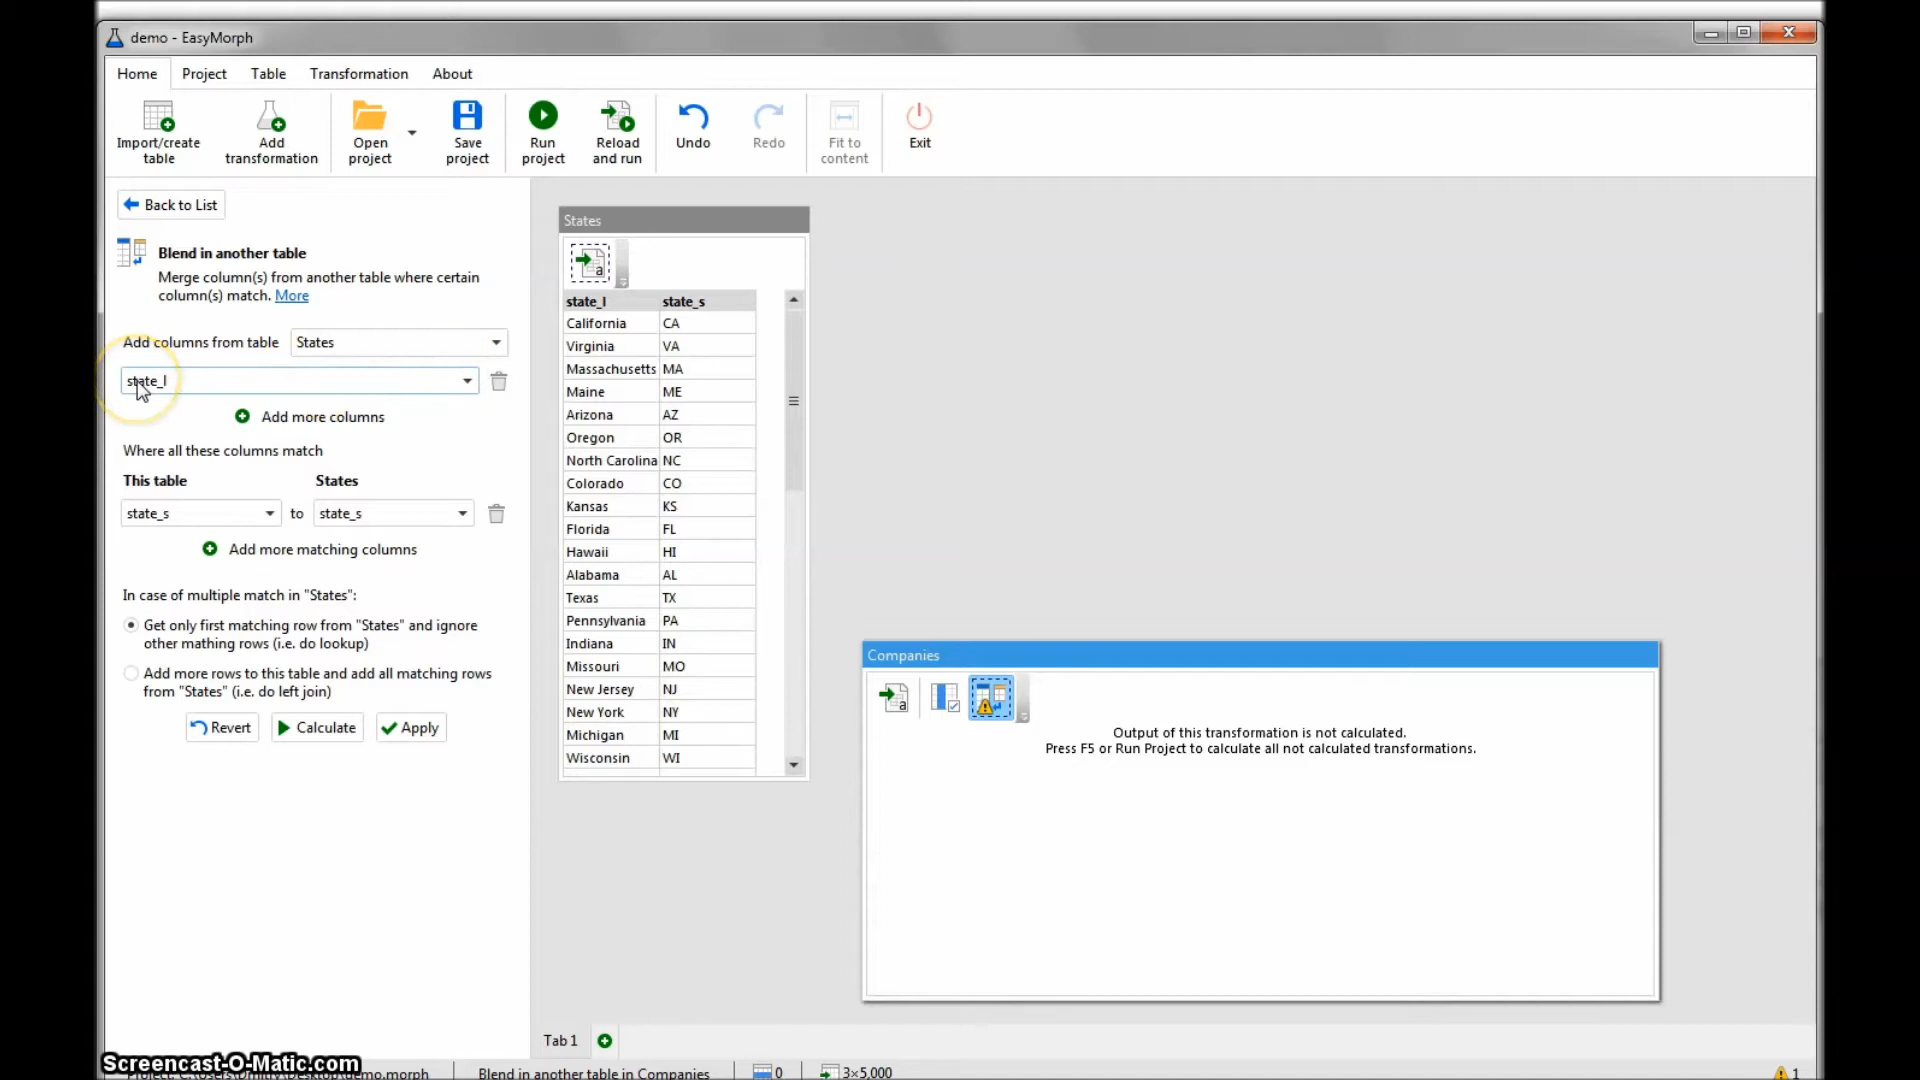 demo - EasyMorph
Home Project Table Transformation About
Import/create table
Add transformation
Open project
Save project
Run project
Reload and run
Undo
Redo
Fit to content
Exit
Back to List
Blend in another table
Merge column(s) from another table where certain
column(s) match. More
Add columns from table States
state_l
Add more columns
Where all these columns match
This table States
state_s to state_s
Add more matching columns
In case of multiple match in "States":
Get only first matching row from "States" and ignore
other mathing rows (i.e. do lookup)
Add more rows to this table and add all matching rows
from "States" (i.e. do left join)
Revert Calculate Apply
States
state_l state_s
California CA
Virginia VA
Massachusetts MA
Maine ME
Arizona AZ
Oregon OR
North Carolina NC
Colorado CO
Kansas KS
Florida FL
Hawaii HI
Alabama AL
Texas TX
Pennsylvania PA
Indiana IN
Missouri MO
New Jersey NJ
New York NY
Michigan MI
Wisconsin WI
Companies
Output of this transformation is not calculated.
Press F5 or Run Project to calculate all not calculated transformations.
Tab 1
Screencast-O-Matic.com
Project: C:\Users\Dmitry\Desktop\demo.morph Blend in another table in Companies 0 3×5,000 1